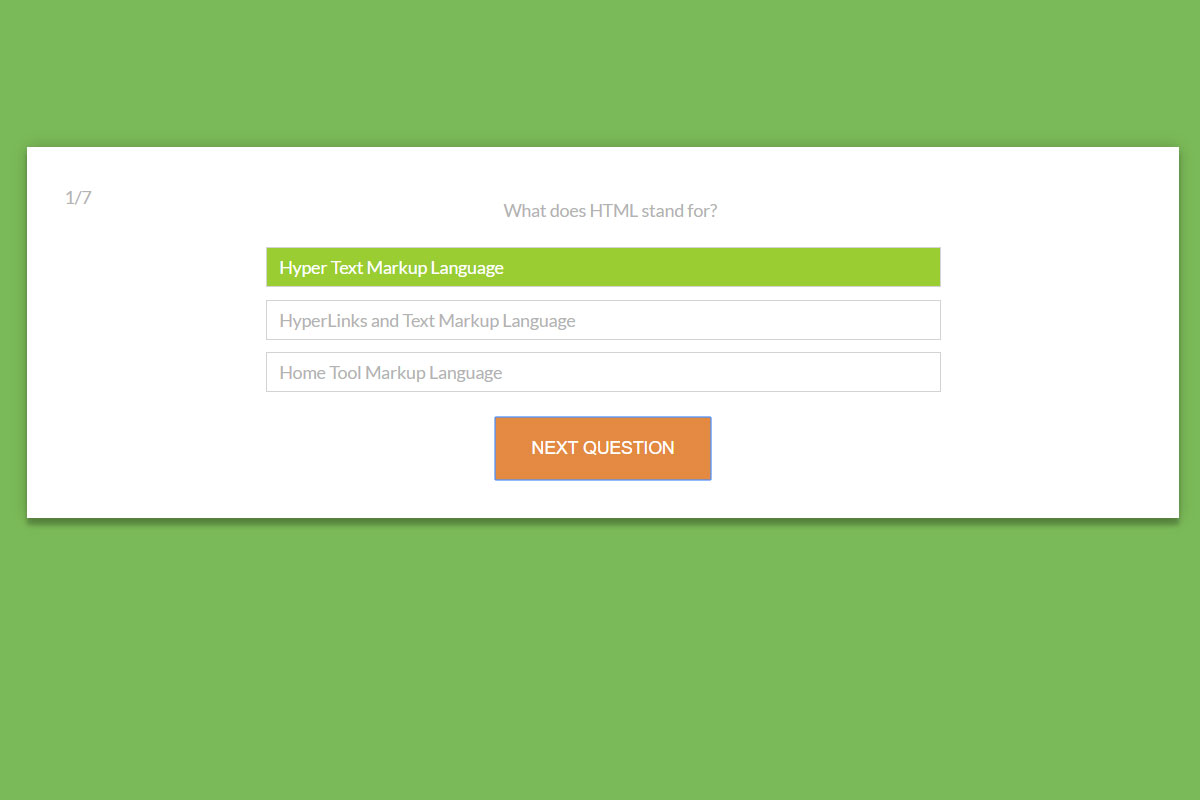 1/7
What does HTML stand for?
Hyper Text Markup Language
HyperLinks and Text Markup Language
Home Tool Markup Language
NEXT QUESTION